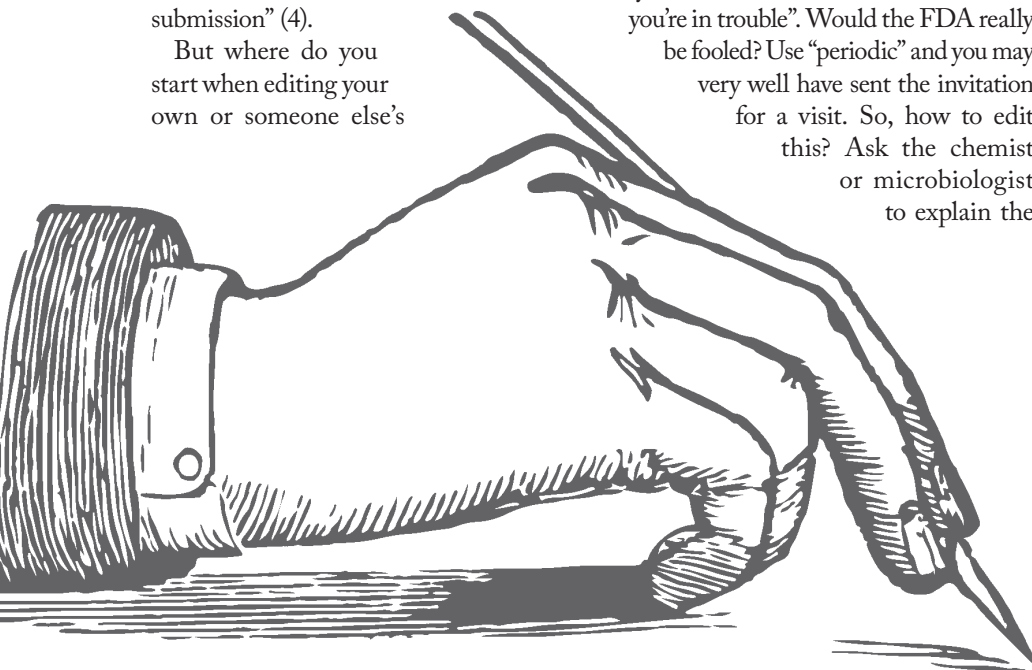 submission” (4).
But where do you
start when editing your
own or someone else’s
you’re in trouble”. Would the FDA really
be fooled? Use “periodic” and you may
very well have sent the invitation
for a visit. So, how to edit
this? Ask the chemist
or microbiologist
to explain the